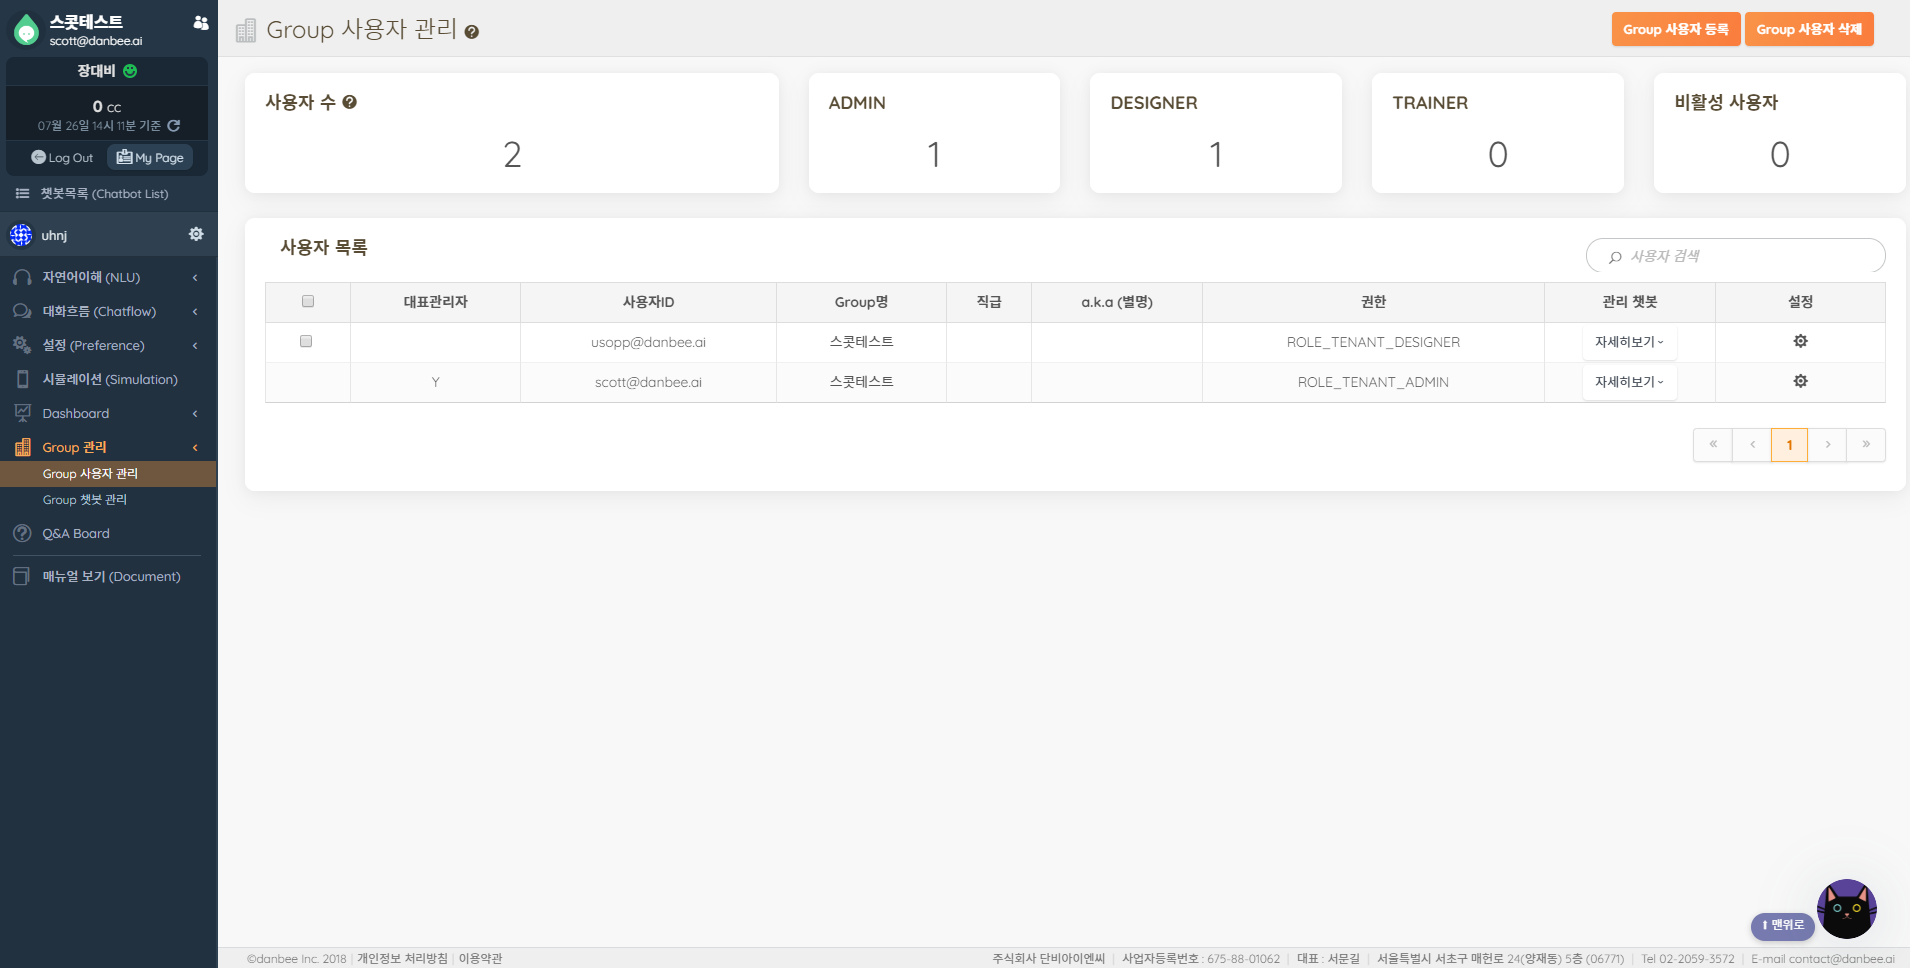 스콧테스트
scott@danbee.ai
장대비
0 CC
07월 26일 14시 11분 기준
Log Out My Page
챗봇목록 (Chatbot List)
uhnj
자연어이해 (NLU)
대화흐름 (Chatflow)
설정 (Preference)
시뮬레이션 (Simulation)
Dashboard
Group 관리
Group 사용자 관리
Group 챗봇 관리
Q&A Board
매뉴얼 보기 (Document)
Group 사용자 관리
Group 사용자 등록 Group 사용자 삭제
사용자 수 ADMIN DESIGNER TRAINER 비활성 사용자
2 1 1 0 0
사용자 목록
사용자 검색
대표관리자 사용자ID Group명 직급 a.k.a (별명) 권한 관리 챗봇 설정
usopp@danbee.ai 스콧테스트 ROLE_TENANT_DESIGNER 자세히보기
Y scott@danbee.ai 스콧테스트 ROLE_TENANT_ADMIN 자세히보기
« ‹ 1 › »
맨위로
©danbee Inc. 2018 | 개인정보 처리방침 | 이용약관 주식회사 단비아이엔씨 | 사업자등록번호 : 675-88-01062 | 대표 : 서문길 | 서울특별시 서초구 매헌로 24(양재동) 5층 (06771) | Tel 02-2059-3572 | E-mail contact@danbee.ai